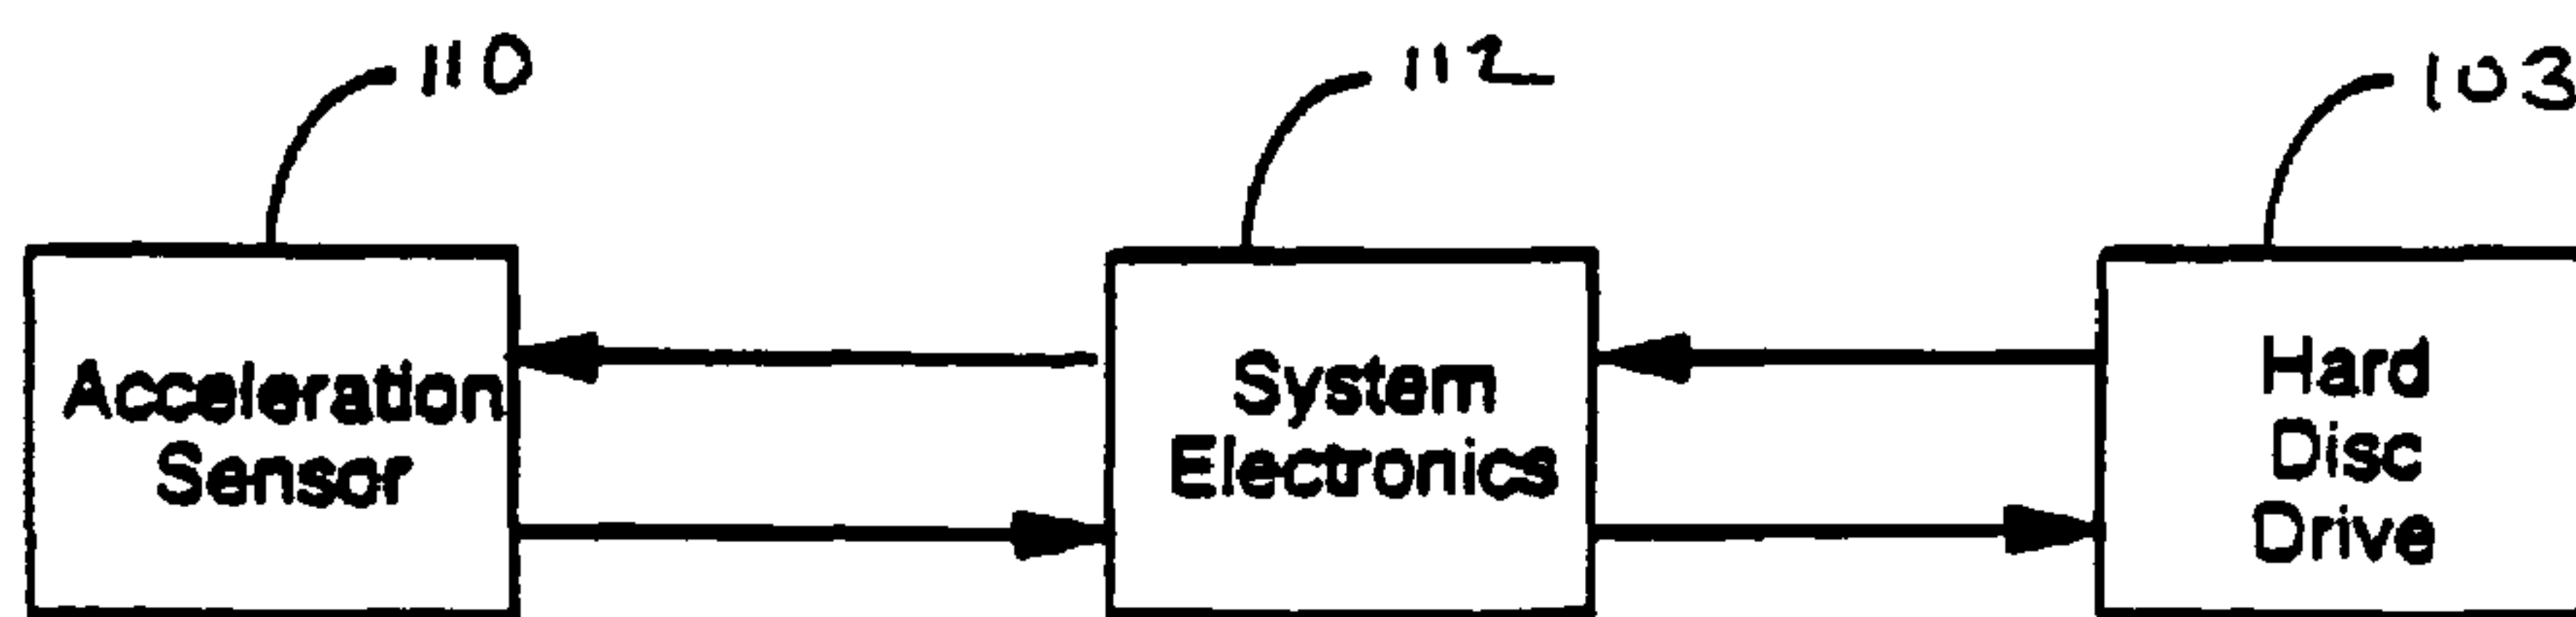 110
112
103
Acceleration
Sensor
System
Electronics
Hard
Disc
Drive